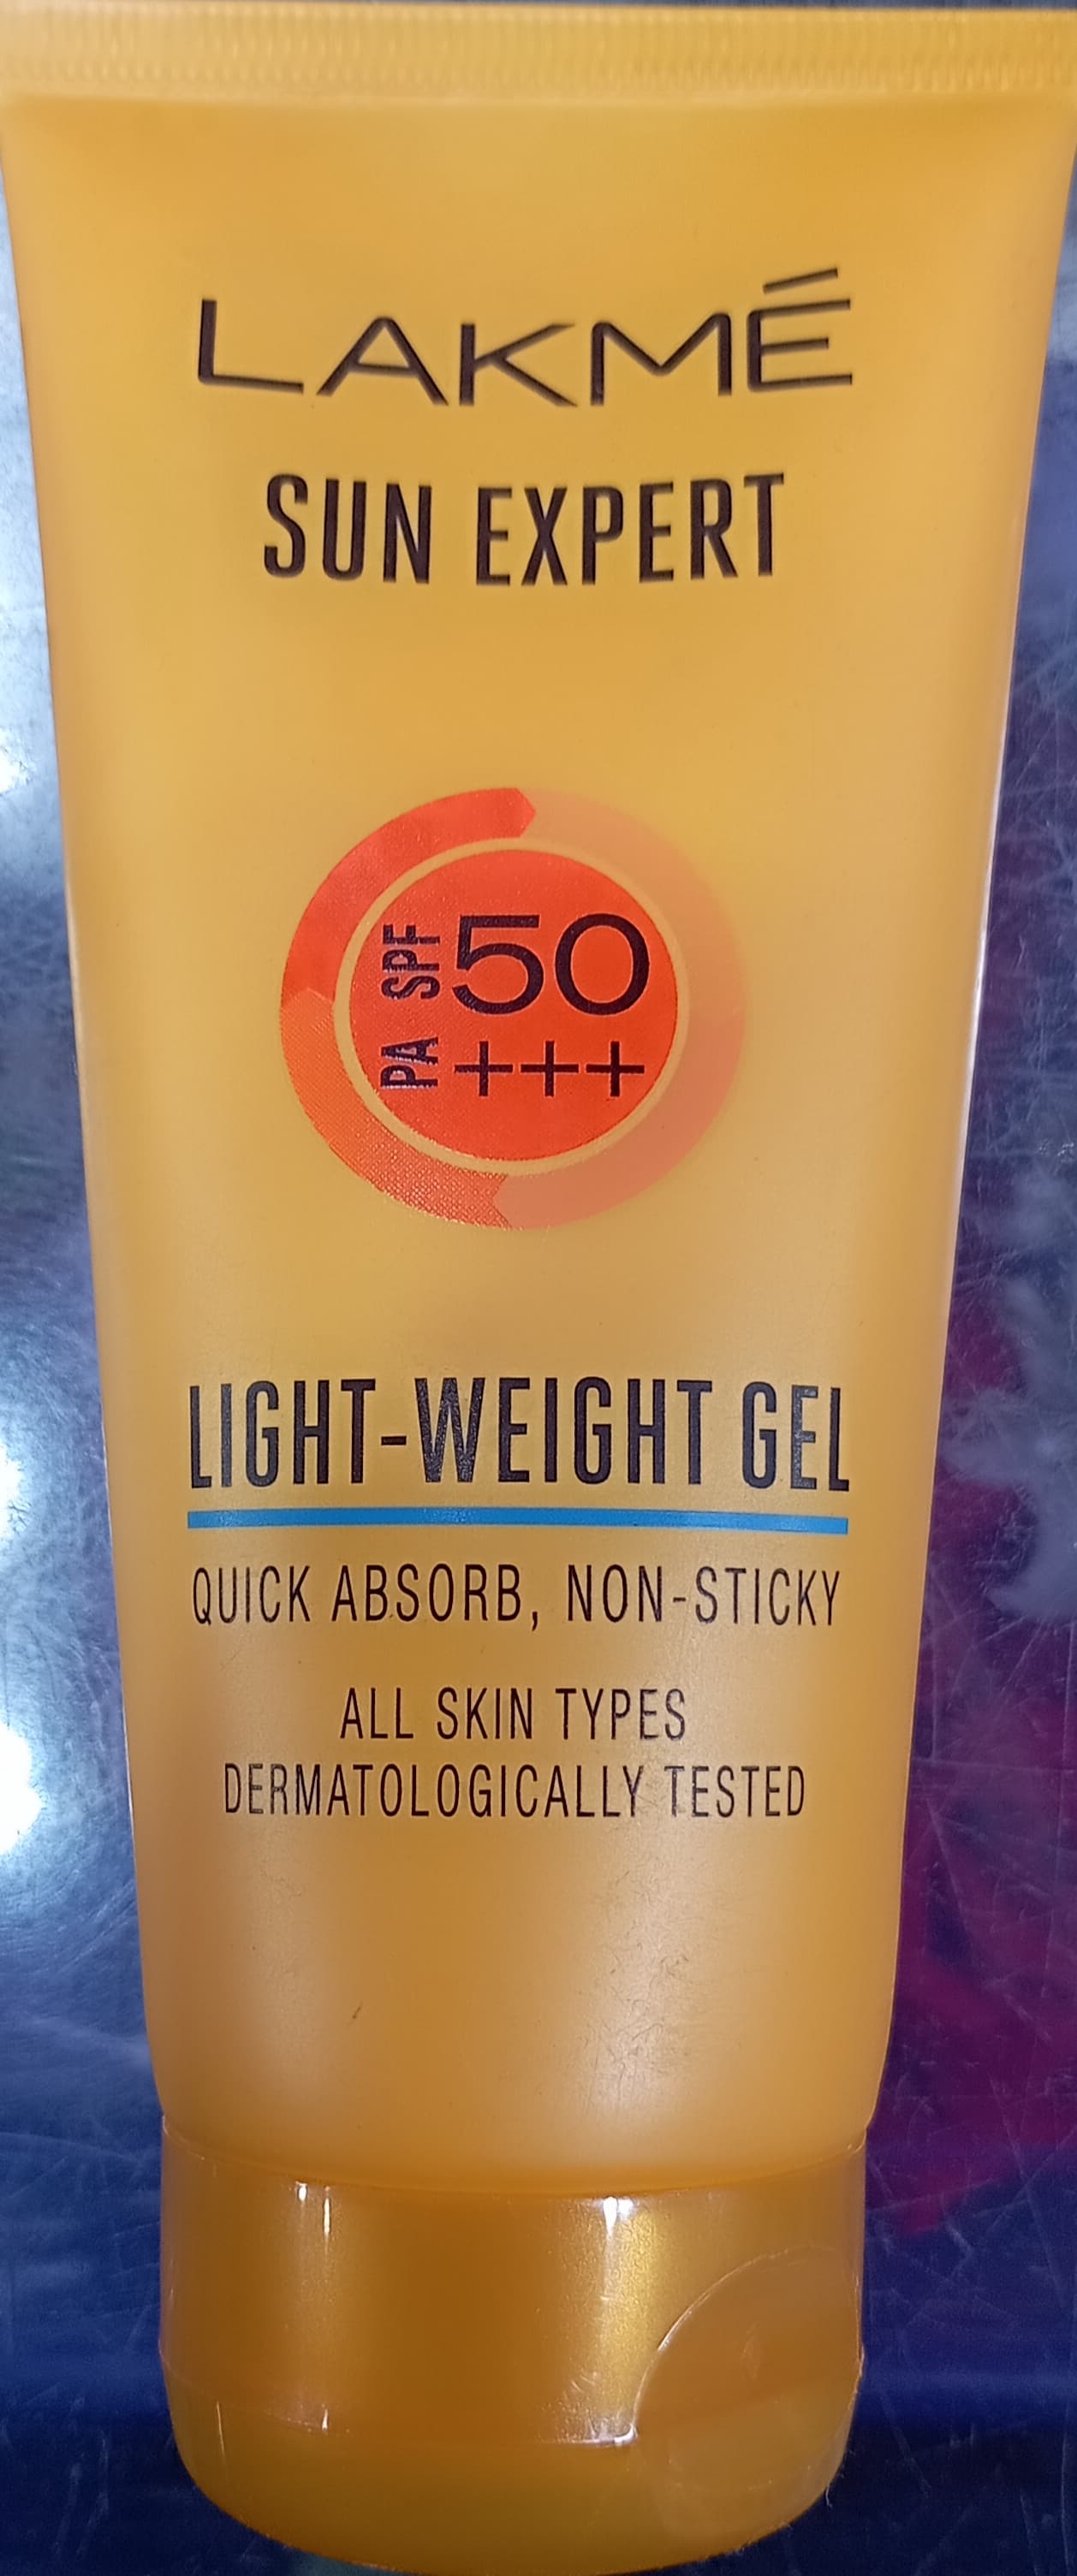 LAKMÉ
SUN EXPERT
SPF 50
PA +++
LIGHT-WEIGHT GEL
QUICK ABSORB, NON-STICKY
ALL SKIN TYPES
DERMATOLOGICALLY TESTED